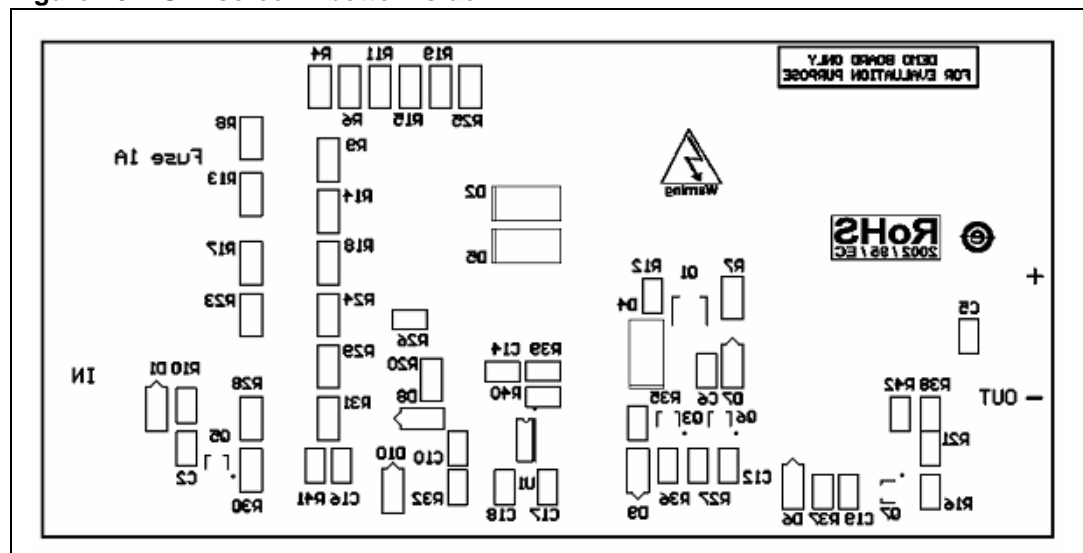 R4 R11 R19
R6 R15 R25
DEMO BOARD ONLY
FOR EVALUATION PURPOSE
R8
Fuse 1A
R9
R13
Warning
R14
D2
RoHS
2002 / 95 / EC
e
R17
R18
D5
R12 Q1 R7
+
R23
R24
D4
C5
R26
R29
R20
C14 R39
IN
D1 R10
R28
D8
R40
R35 C6 D7
R42 R38
OUT -
R31
Q3 Q6
Q5
D10
C10
R21
C2
R30
R41 C16
R32
U1
C18 C17
D9
R36 R27
C12
D6 R37 C19 Q7
R16